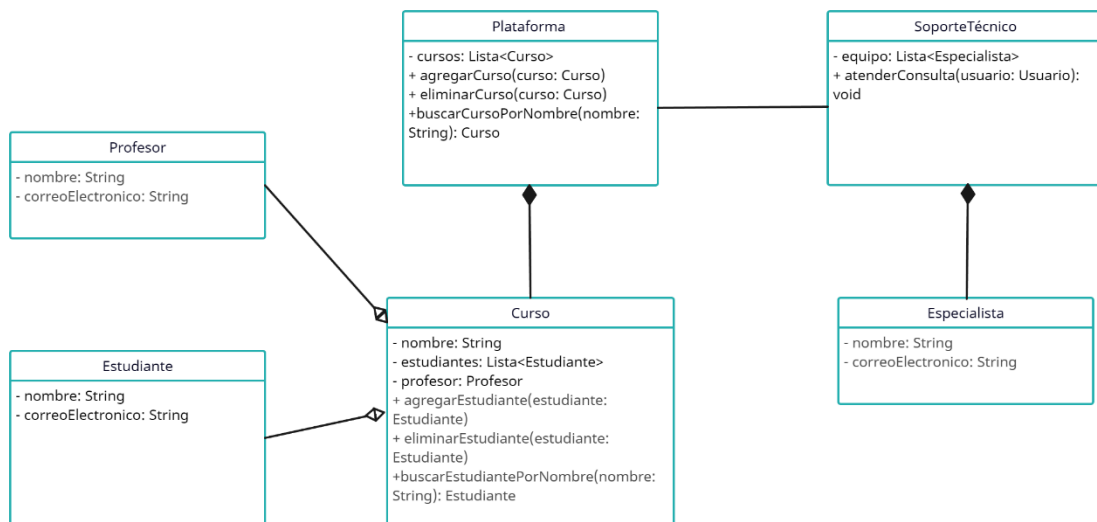 Plataforma
- cursos: Lista<Curso>
+ agregarCurso(curso: Curso)
+ eliminarCurso(curso: Curso)
+buscarCursoPorNombre(nombre:
String): Curso
SoporteTécnico
- equipo: Lista<Especialista>
+ atenderConsulta(usuario: Usuario):
void
Profesor
- nombre: String
- correoElectronico: String
Estudiante
- nombre: String
- correoElectronico: String
Curso
- nombre: String
- estudiantes: Lista<Estudiante>
- profesor: Profesor
+ agregarEstudiante(estudiante:
Estudiante)
+ eliminarEstudiante(estudiante:
Estudiante)
+buscarEstudiantePorNombre(nombre:
String): Estudiante
Especialista
- nombre: String
- correoElectronico: String